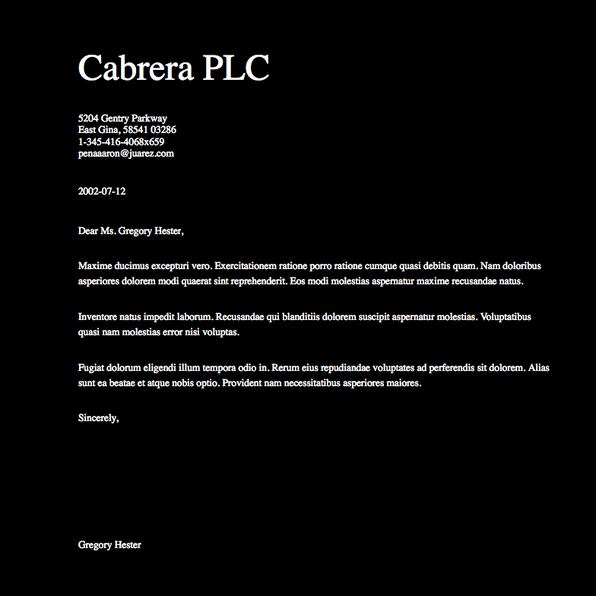 Cabrera PLC
5204 Gentry Parkway
East Gina, 58541 03286
1-345-416-4068x659
penaaaron@juarez.com
2002-07-12
Dear Ms. Gregory Hester,
Maxime ducimus excepturi vero. Exercitationem ratione porro ratione cumque quasi debitis quam. Nam doloribus
asperiores dolorem modi quaerat sint reprehenderit. Eos modi molestias aspernatur maxime recusandae natus.
Inventore natus impedit laborum. Recusandae qui blanditiis dolorem suscipit aspernatur molestias. Voluptatibus
quasi nam molestias error nisi voluptas.
Fugiat dolorum eligendi illum tempora odio in. Rerum eius repudiandae voluptates ad perferendis sit dolorem. Alias
sunt ea beatae et atque nobis optio. Provident nam necessitatibus asperiores maiores.
Sincerely,
Gregory Hester